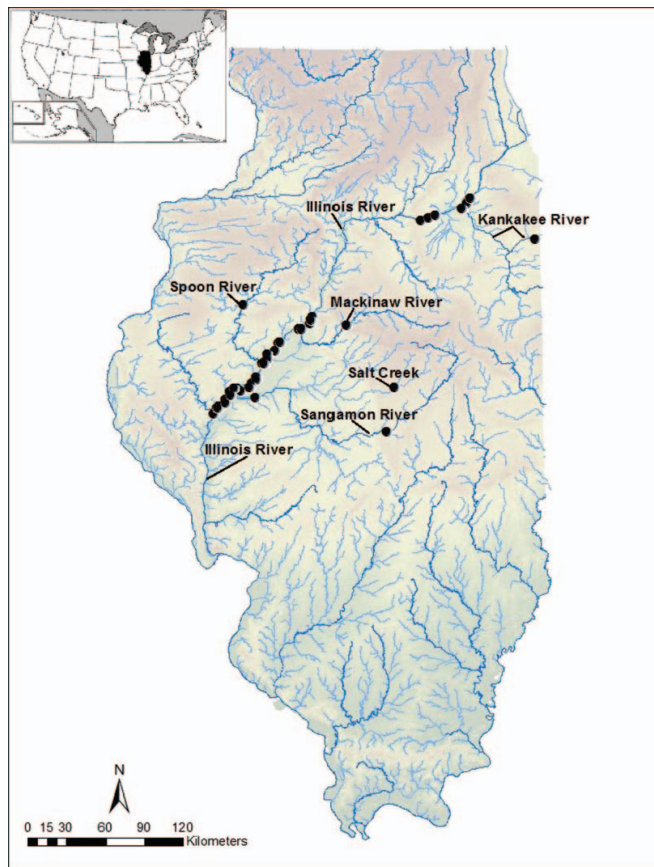 Illinois River
Kankakee River
Spoon River
Mackinaw River
Salt Creek
Sangamon River
Illinois River
N
0 15 30 60 90 120
Kilometers